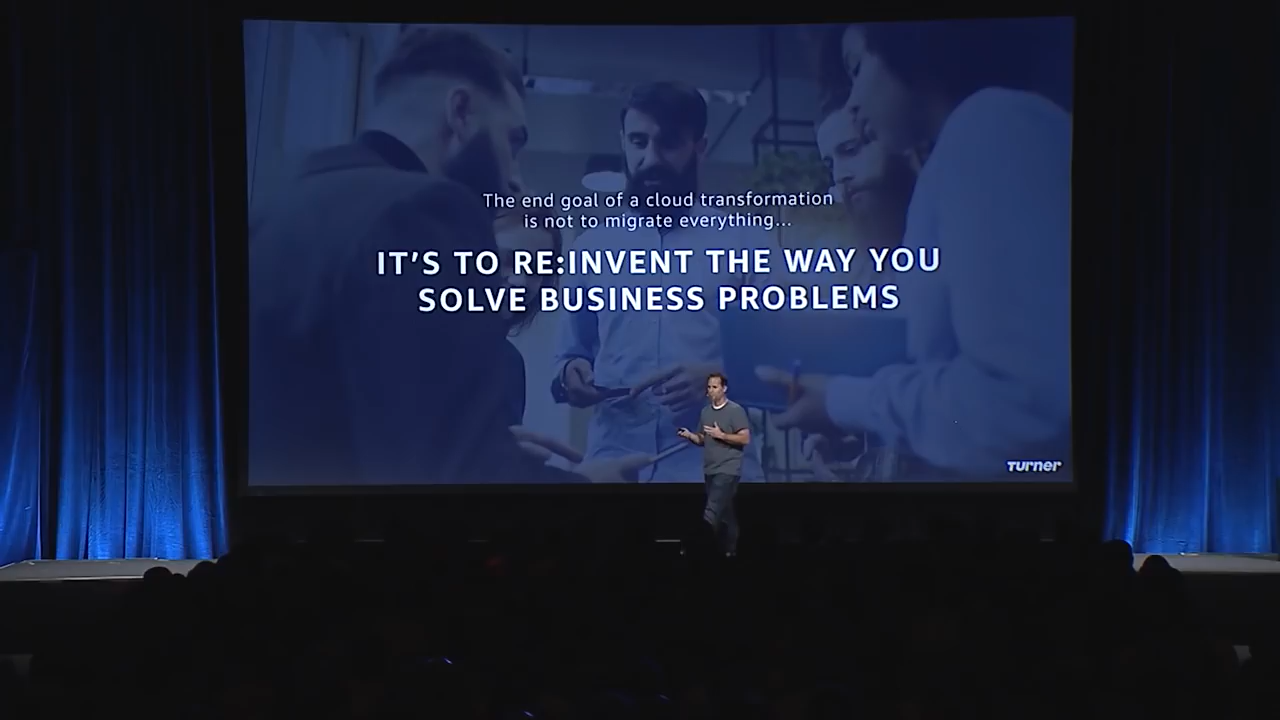 The end goal of a cloud transformation
is not to migrate everything...
IT'S TO RE:INVENT THE WAY YOU
SOLVE BUSINESS PROBLEMS
Turner